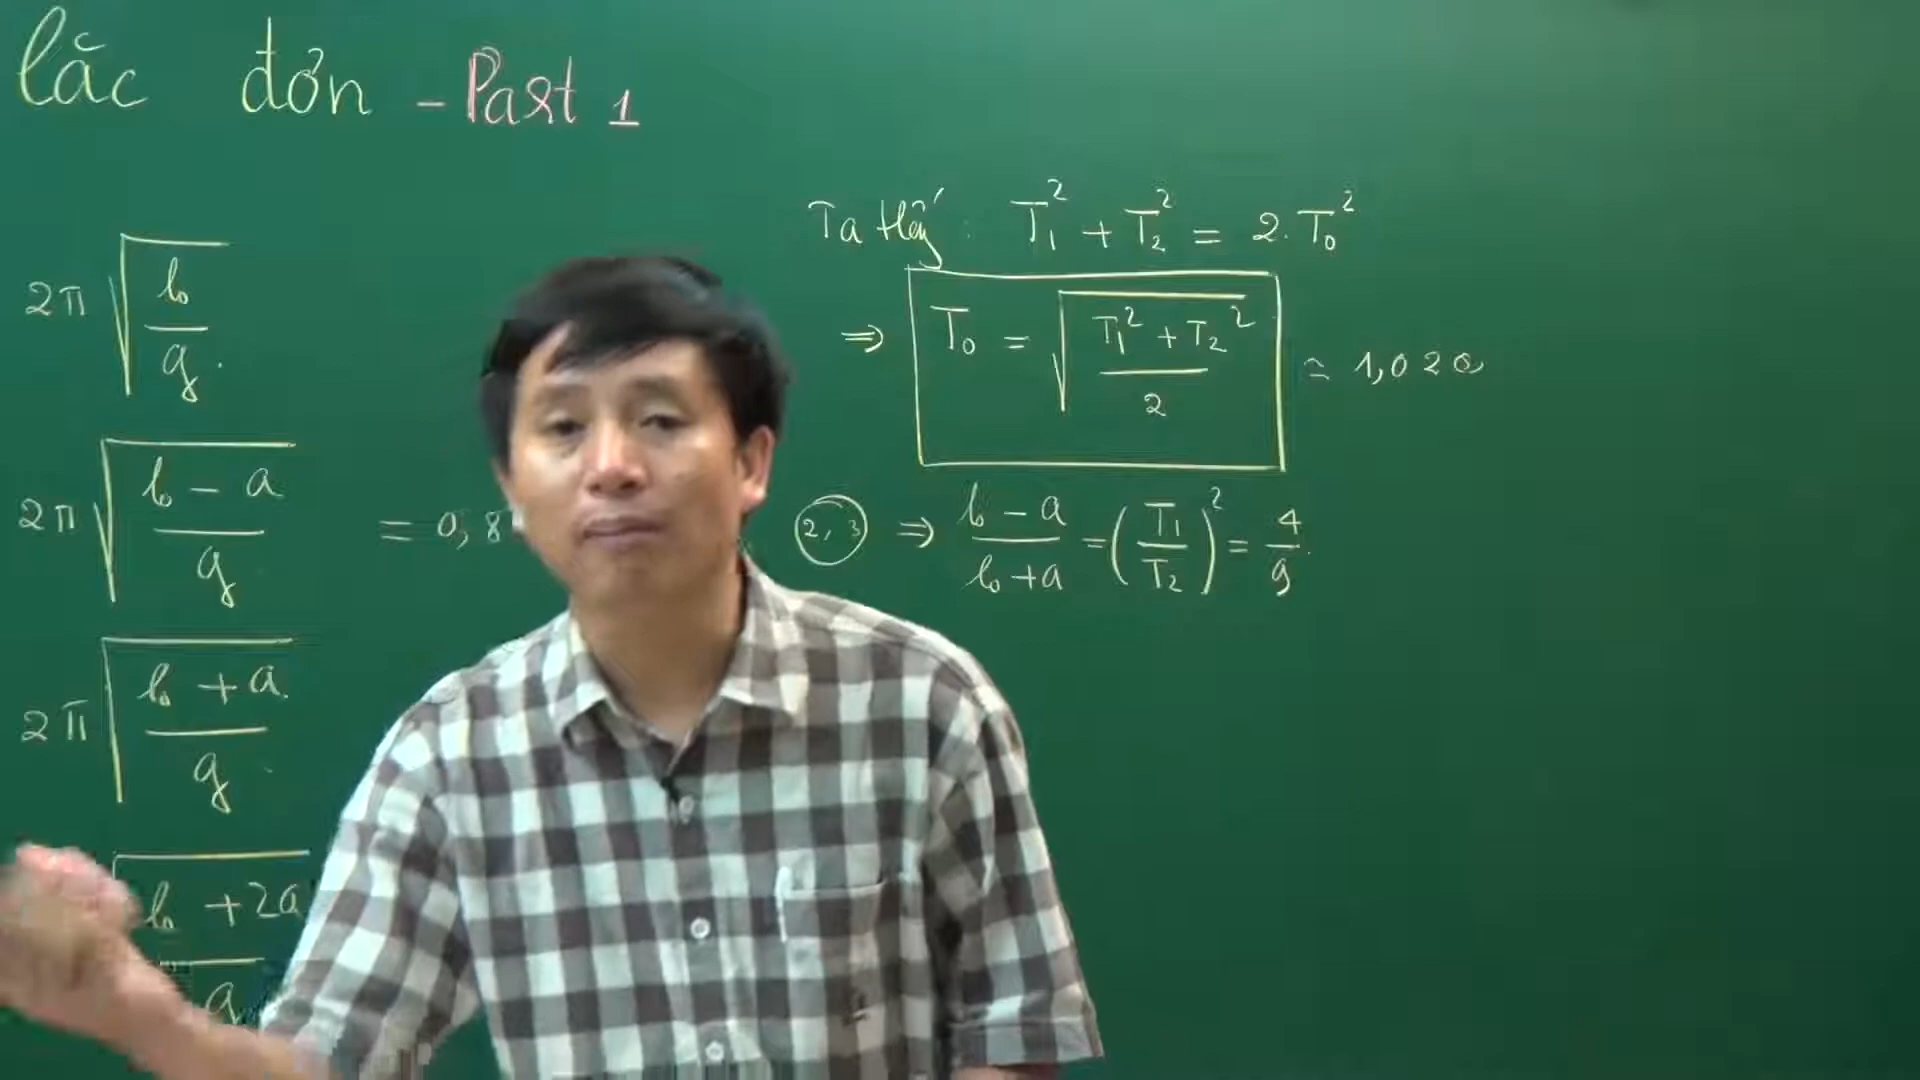 lắc đơn - Part 1
2π √(l₀/g)
2π √((l₀ - a)/g) = 0,8
2π √((l₀ + a)/g)
l₀ + 2a
g
Ta thấy: T₁² + T₂² = 2.T₀²
⇒ T₀ = √((T₁² + T₂²)/2) ≃ 1,020
(2, 3) ⇒ (l₀ - a)/(l₀ + a) = (T₁/T₂)² = 4/9